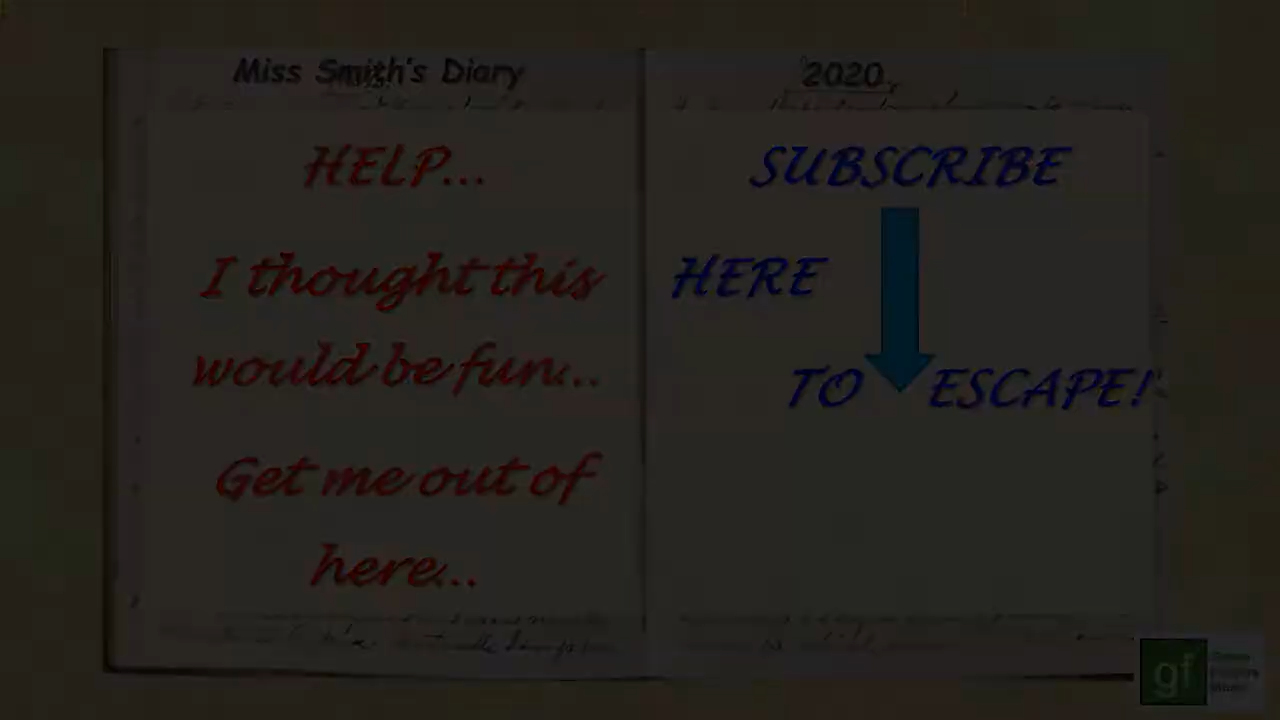 Miss Smith's Diary
HELP...
I thought this
would be fun...
Get me out of
here...
2020
SUBSCRIBE
HERE
TO ESCAPE!
gf